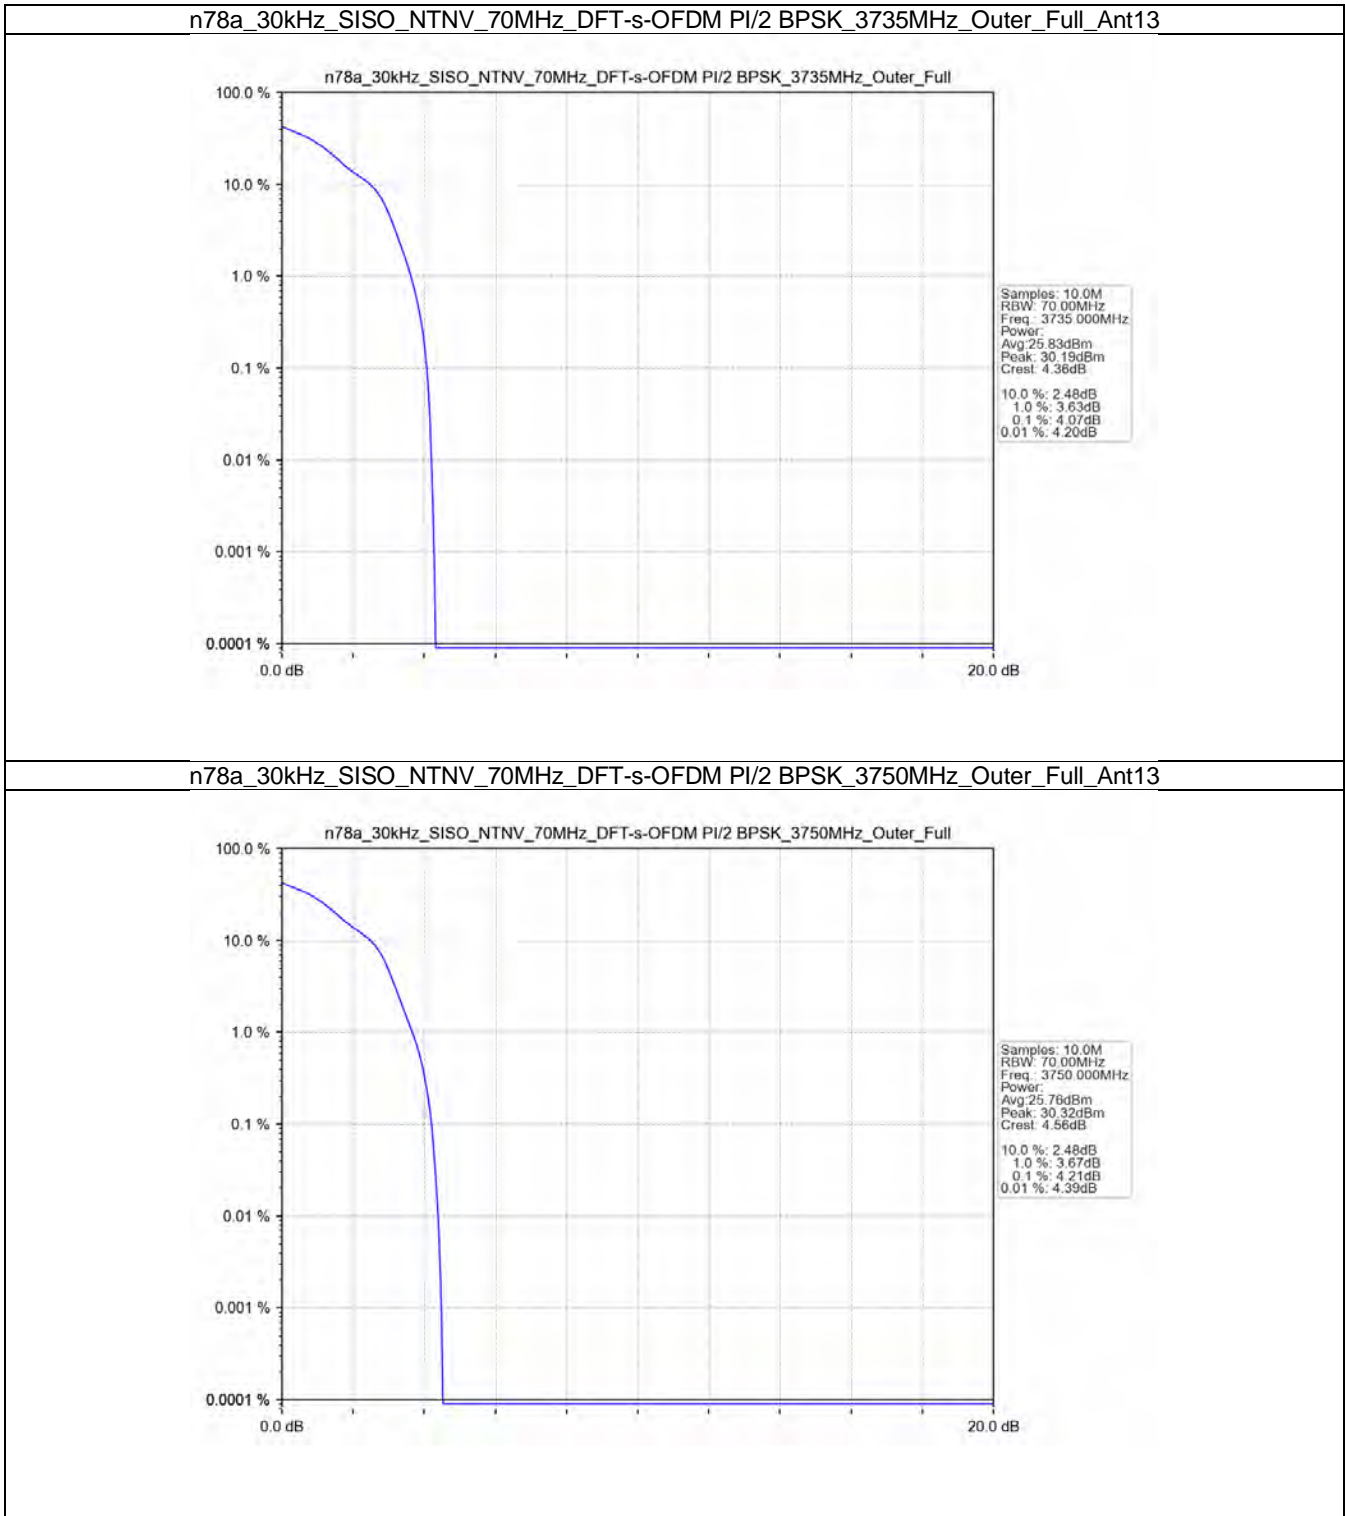 n78a_30kHz_SISO_NTNV_70MHz_DFT-s-OFDM PI/2 BPSK_3735MHz_Outer_Full_Ant13
n78a_30kHz_SISO_NTNV_70MHz_DFT-s-OFDM PI/2 BPSK_3735MHz_Outer_Full
100.0 %
10.0 %
1.0 %
0.1 %
0.01 %
0.001 %
0.0001 %
0.0 dB
20.0 dB
Samples: 10.0M
RBW: 70.00MHz
Freq.: 3735.000MHz
Power:
Avg:25.83dBm
Peak: 30.19dBm
Crest: 4.36dB
10.0 %: 2.48dB
1.0 %: 3.63dB
0.1 %: 4.07dB
0.01 %: 4.20dB
n78a_30kHz_SISO_NTNV_70MHz_DFT-s-OFDM PI/2 BPSK_3750MHz_Outer_Full_Ant13
n78a_30kHz_SISO_NTNV_70MHz_DFT-s-OFDM PI/2 BPSK_3750MHz_Outer_Full
100.0 %
10.0 %
1.0 %
0.1 %
0.01 %
0.001 %
0.0001 %
0.0 dB
20.0 dB
Samples: 10.0M
RBW: 70.00MHz
Freq.: 3750.000MHz
Power:
Avg:25.76dBm
Peak: 30.32dBm
Crest: 4.56dB
10.0 %: 2.48dB
1.0 %: 3.67dB
0.1 %: 4.21dB
0.01 %: 4.39dB